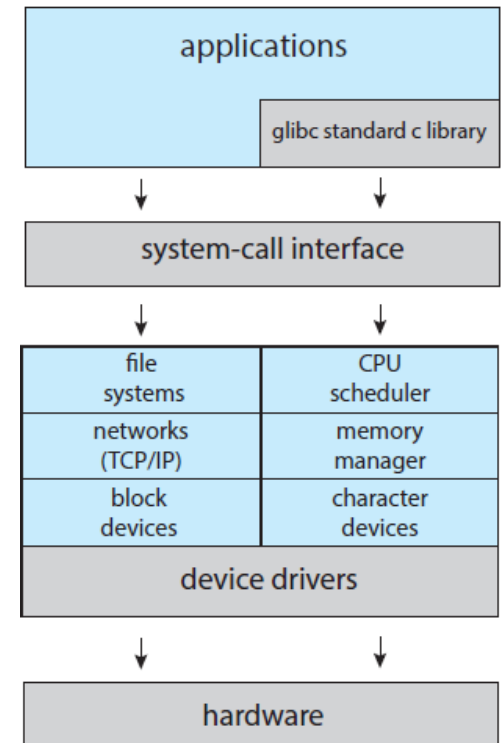 applications
glibc standard c library
system-call interface
file
systems
CPU
scheduler
networks
(TCP/IP)
memory
manager
block
devices
character
devices
device drivers
hardware